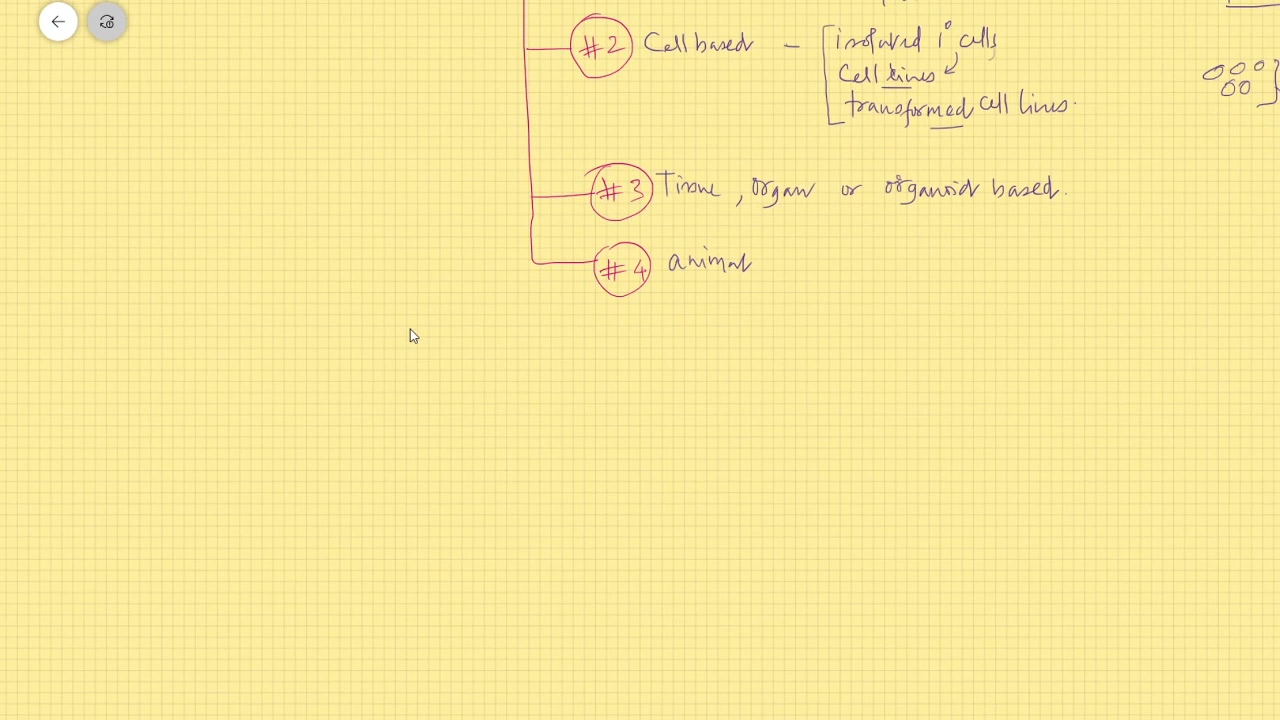 #2 Cell based - isolated 1° cells
Cell lines
transformed cell lines.
#3 Tissue, organ or organoid based.
#4 animal